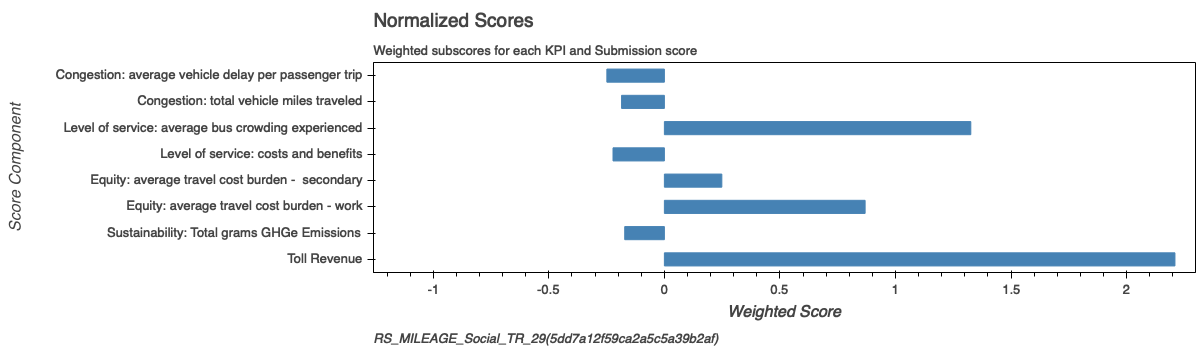 Normalized Scores
Weighted subscores for each KPI and Submission score
Score Component
Congestion: average vehicle delay per passenger trip
Congestion: total vehicle miles traveled
Level of service: average bus crowding experienced
Level of service: costs and benefits
Equity: average travel cost burden -  secondary
Equity: average travel cost burden - work
Sustainability: Total grams GHGe Emissions
Toll Revenue
-1 -0.5 0 0.5 1 1.5 2
Weighted Score
RS_MILEAGE_Social_TR_29(5dd7a12f59ca2a5c5a39b2af)